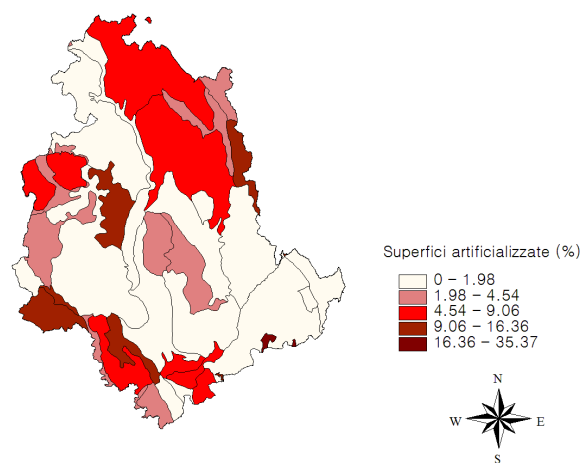 Superfici artificializzate (%)
0 - 1.98
1.98 - 4.54
4.54 - 9.06
9.06 - 16.36
16.36 - 35.37
N
W E
S